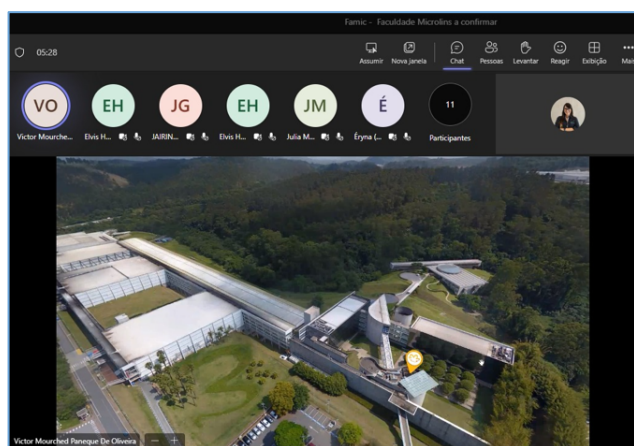 Famic - Faculdade Microlins a confirmar
05:28
Assumir Nova janela Chat Pessoas Levantar Reagir Exibição Mais
VO EH JG EH JM É 11
Victor Mourche... Elvis H... JAIRIN... Elvis H... Julia M... Éryna (... Participantes
Victor Mourched Paneque De Oliveira